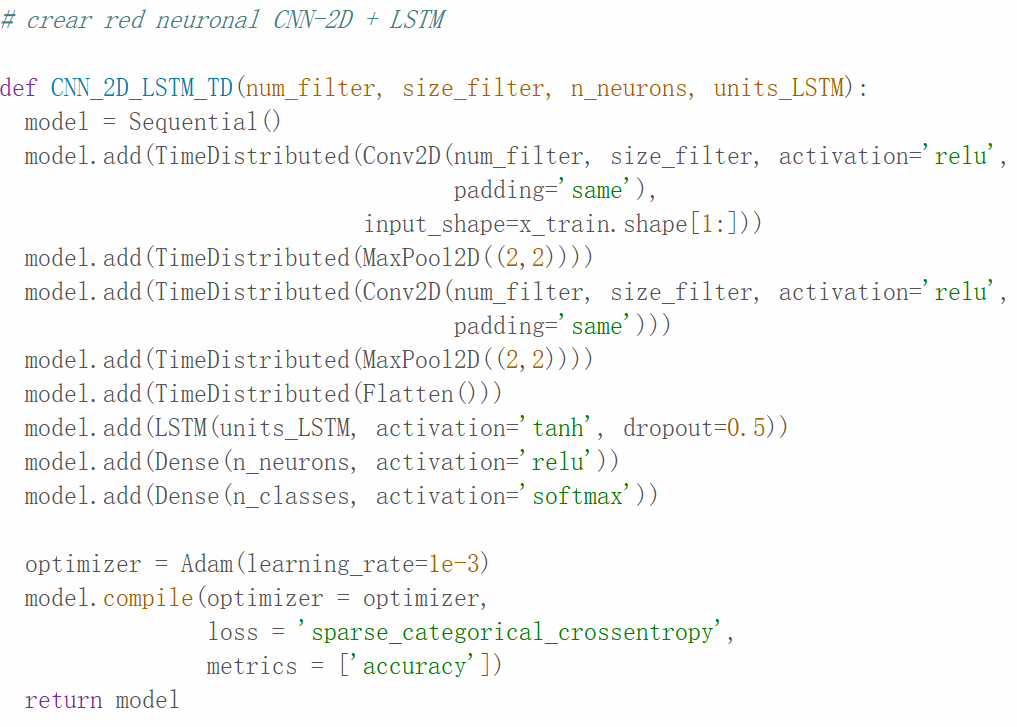 # crear red neuronal CNN-2D + LSTM
def CNN_2D_LSTM_TD(num_filter, size_filter, n_neurons, units_LSTM):
  model = Sequential()
  model.add(TimeDistributed(Conv2D(num_filter, size_filter, activation='relu',
                                   padding='same'),
                            input_shape=x_train.shape[1:]))
  model.add(TimeDistributed(MaxPool2D((2,2))))
  model.add(TimeDistributed(Conv2D(num_filter, size_filter, activation='relu',
                                   padding='same')))
  model.add(TimeDistributed(MaxPool2D((2,2))))
  model.add(TimeDistributed(Flatten()))
  model.add(LSTM(units_LSTM, activation='tanh', dropout=0.5))
  model.add(Dense(n_neurons, activation='relu'))
  model.add(Dense(n_classes, activation='softmax'))
  optimizer = Adam(learning_rate=1e-3)
  model.compile(optimizer = optimizer,
                loss = 'sparse_categorical_crossentropy',
                metrics = ['accuracy'])
  return model